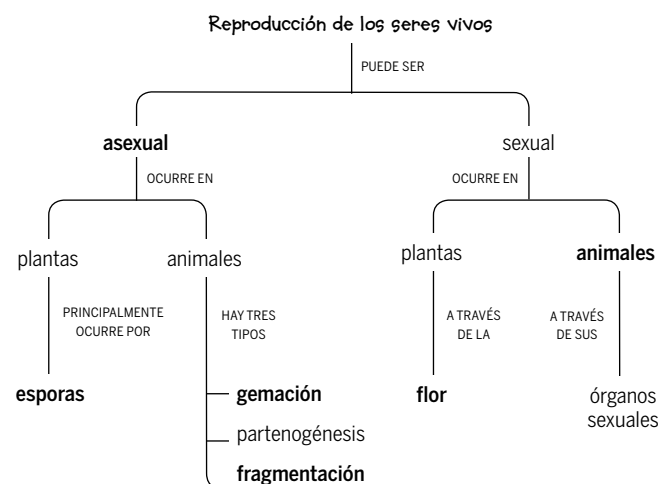 Reproducción de los seres vivos
PUEDE SER
asexual
sexual
OCURRE EN
OCURRE EN
plantas
animales
plantas
animales
PRINCIPALMENTE
OCURRE POR
HAY TRES
TIPOS
A TRAVÉS
DE LA
A TRAVÉS
DE SUS
esporas
gemación
partenogénesis
fragmentación
flor
órganos
sexuales